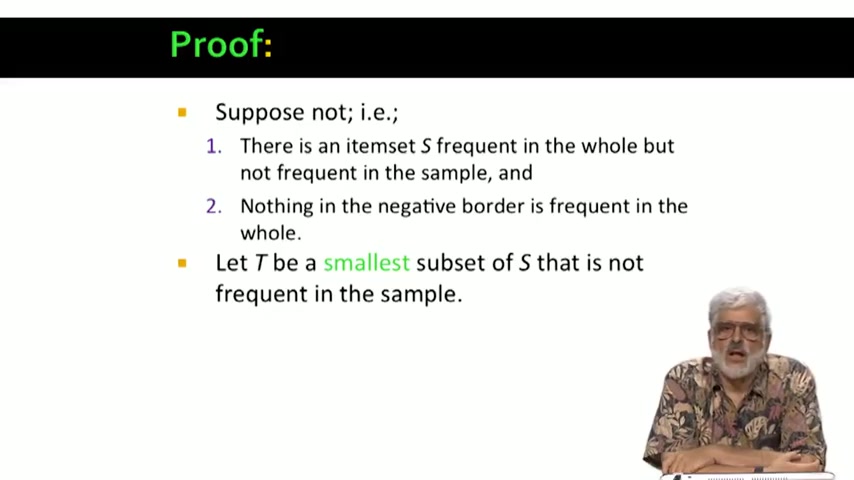 Proof:
Suppose not; i.e.;
1. There is an itemset S frequent in the whole but
not frequent in the sample, and
2. Nothing in the negative border is frequent in the
whole.
Let T be a smallest subset of S that is not
frequent in the sample.